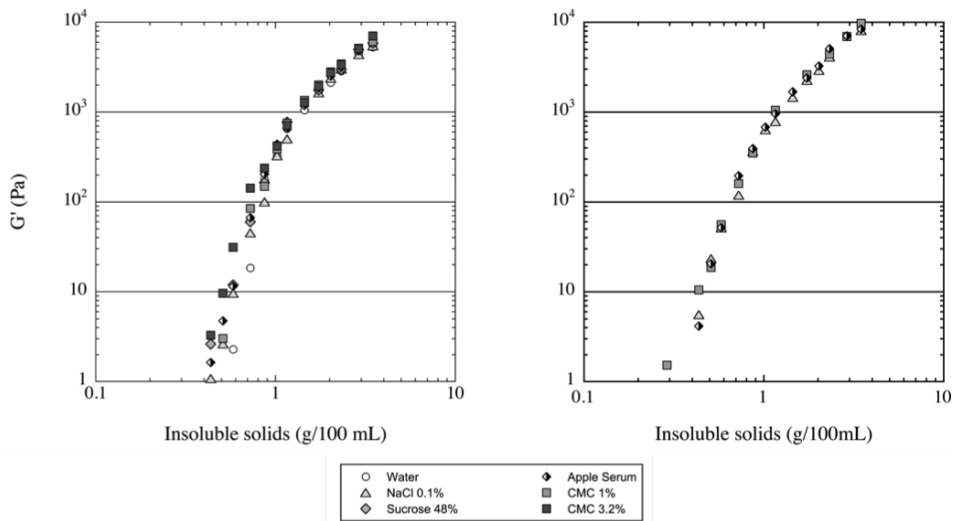 10⁴
10³
10²
10
1
G' (Pa)
0.1
1
10
Insoluble solids (g/100 mL)
10⁴
10³
10²
10
1
0.1
1
10
Insoluble solids (g/100mL)
Water
NaCl 0.1%
Sucrose 48%
Apple Serum
CMC 1%
CMC 3.2%